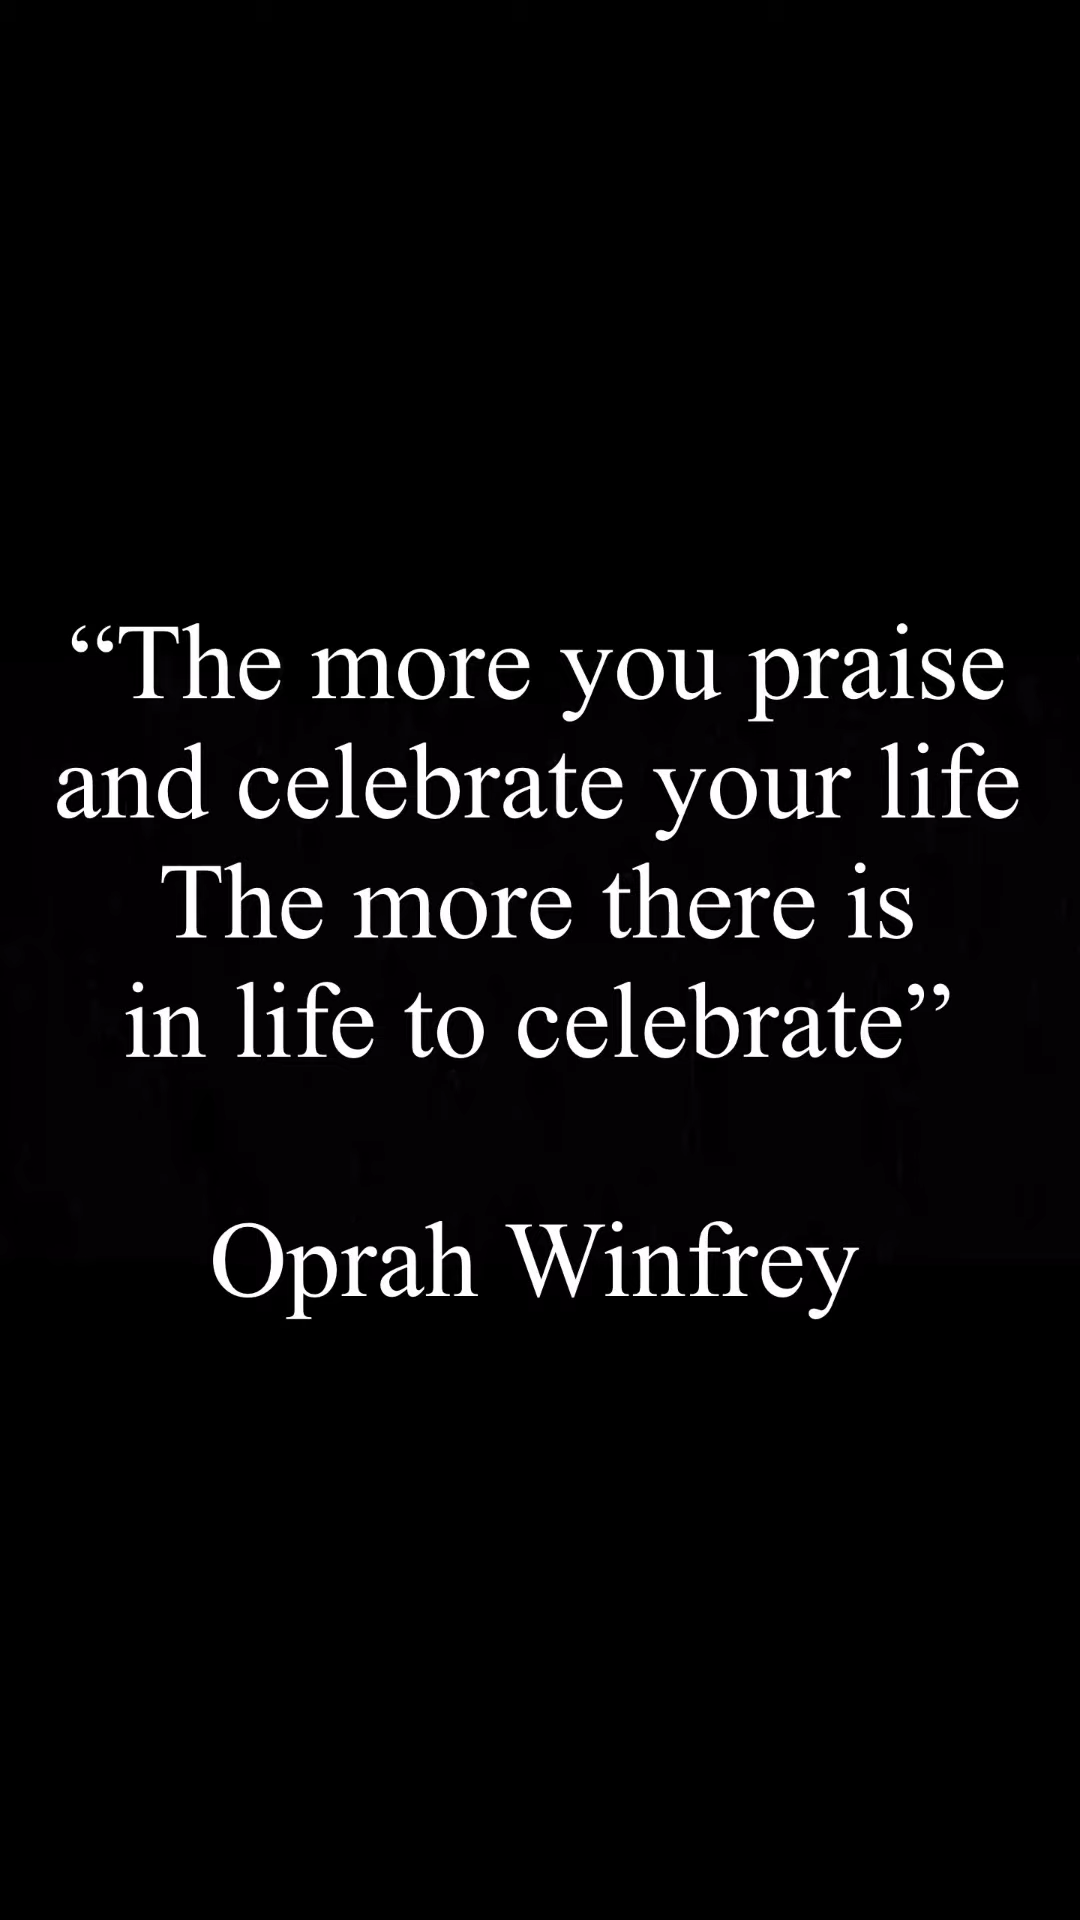 “The more you praise
and celebrate your life
The more there is
in life to celebrate”
Oprah Winfrey